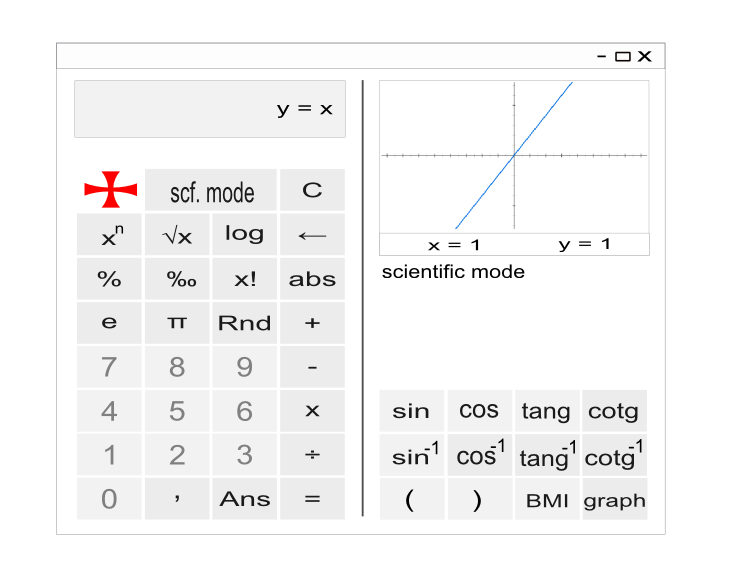 y = x
scf. mode C
xⁿ √x log ←
% ‰ x! abs
e π Rnd +
7 8 9 -
4 5 6 x
1 2 3 ÷
0 , Ans =
x = 1 y = 1
scientific mode
sin cos tang cotg
sin⁻¹ cos⁻¹ tang⁻¹ cotg⁻¹
( ) BMI graph